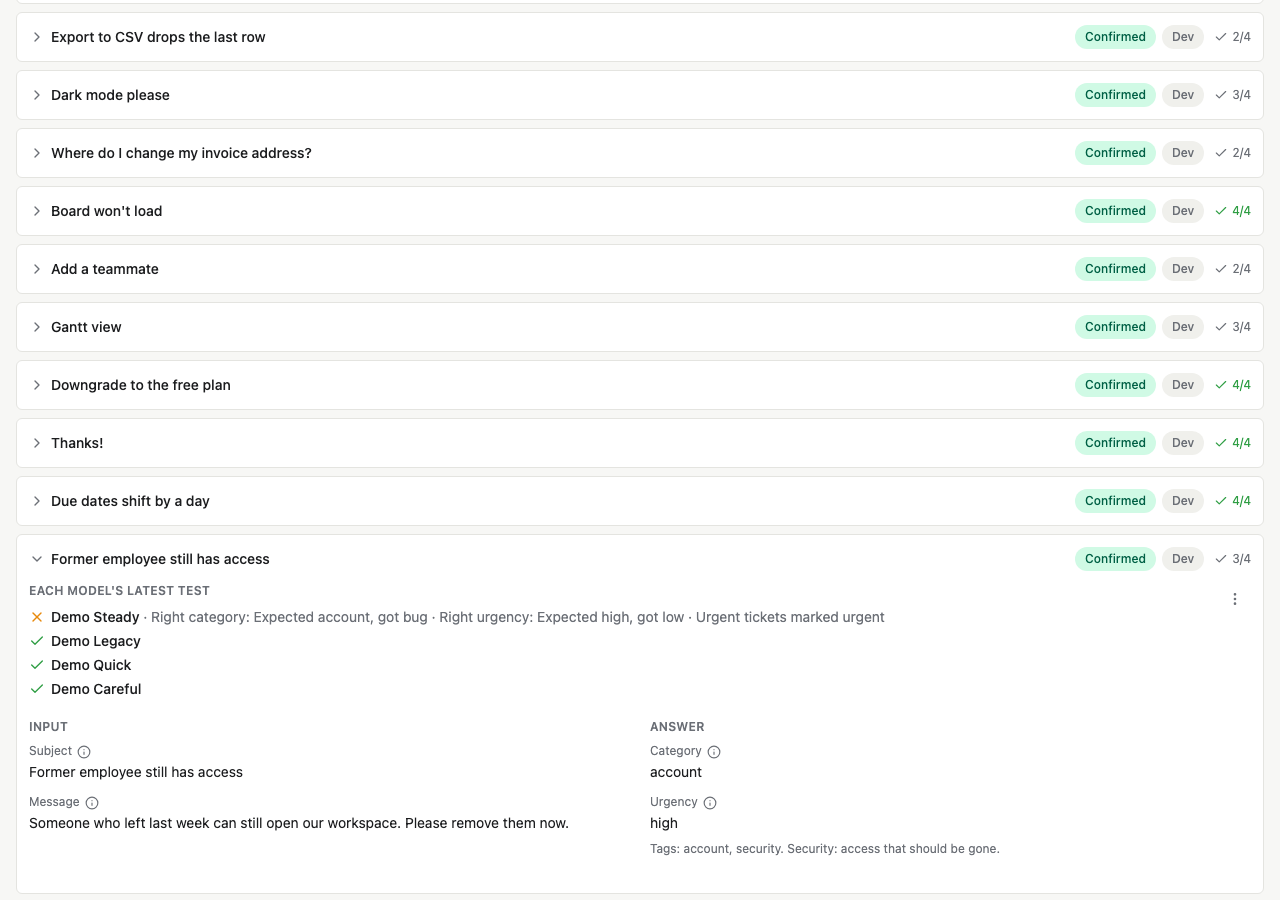 Export to CSV drops the last row Confirmed Dev 2/4
Dark mode please Confirmed Dev 3/4
Where do I change my invoice address? Confirmed Dev 2/4
Board won't load Confirmed Dev 4/4
Add a teammate Confirmed Dev 2/4
Gantt view Confirmed Dev 3/4
Downgrade to the free plan Confirmed Dev 4/4
Thanks! Confirmed Dev 4/4
Due dates shift by a day Confirmed Dev 4/4
Former employee still has access Confirmed Dev 3/4
EACH MODEL'S LATEST TEST
Demo Steady · Right category: Expected account, got bug · Right urgency: Expected high, got low · Urgent tickets marked urgent
Demo Legacy
Demo Quick
Demo Careful
INPUT
Subject
Former employee still has access
Message
Someone who left last week can still open our workspace. Please remove them now.
ANSWER
Category
account
Urgency
high
Tags: account, security. Security: access that should be gone.